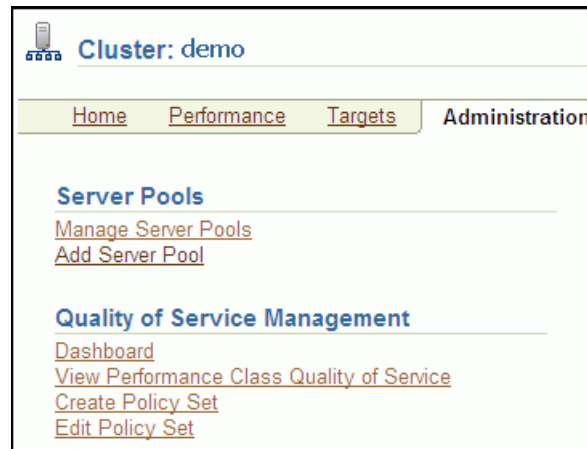 Cluster: demo
Home Performance Targets Administration
Server Pools
Manage Server Pools
Add Server Pool
Quality of Service Management
Dashboard
View Performance Class Quality of Service
Create Policy Set
Edit Policy Set